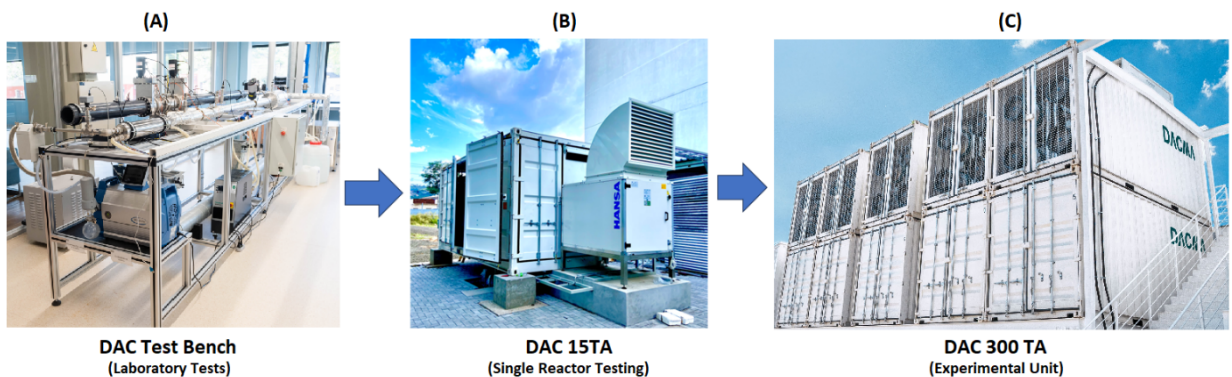 (A)
(B)
(C)
HANSA
DACMA
DACMA
DAC Test Bench
(Laboratory Tests)
DAC 15TA
(Single Reactor Testing)
DAC 300 TA
(Experimental Unit)